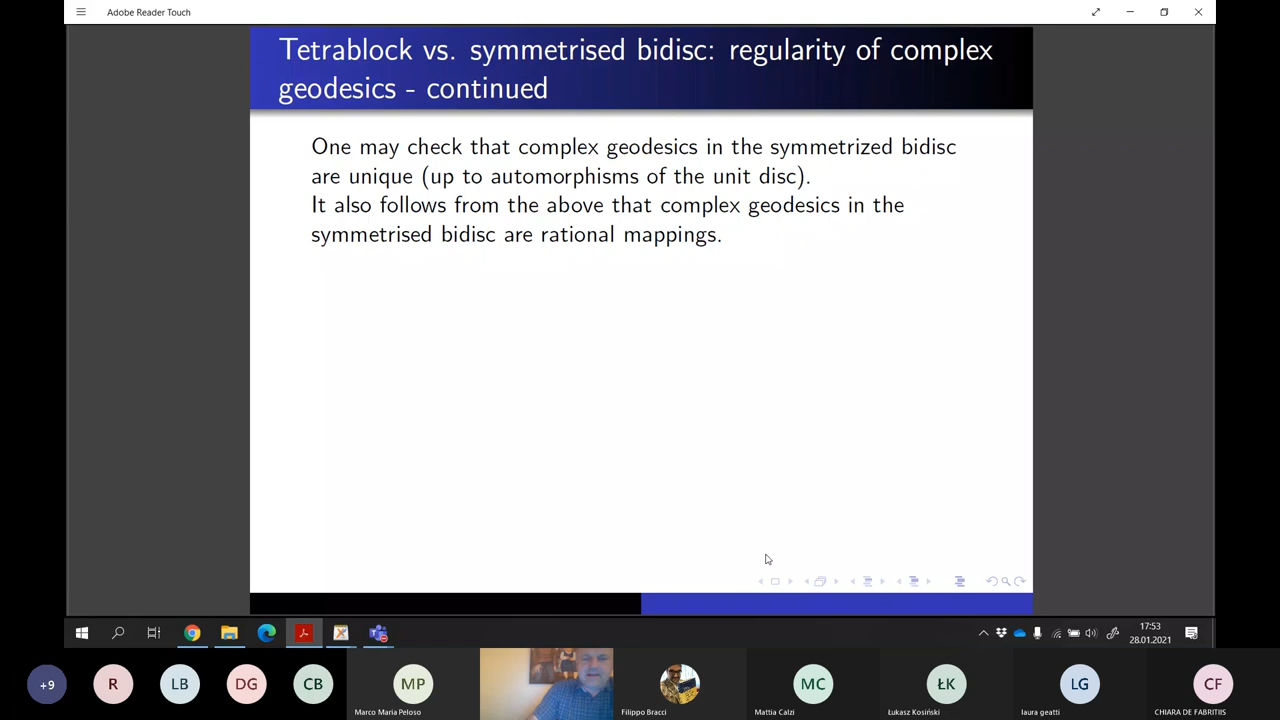 Adobe Reader Touch
Tetrablock vs. symmetrised bidisc: regularity of complex
geodesics - continued
One may check that complex geodesics in the symmetrized bidisc
are unique (up to automorphisms of the unit disc).
It also follows from the above that complex geodesics in the
symmetrised bidisc are rational mappings.
17:53
28.01.2021
+9
R
LB
DG
CB
MP
MC
ŁK
LG
CF
Marco Maria Peloso
Filippo Bracci
Mattia Calzi
Łukasz Kosiński
laura geatti
CHIARA DE FABRITIIS